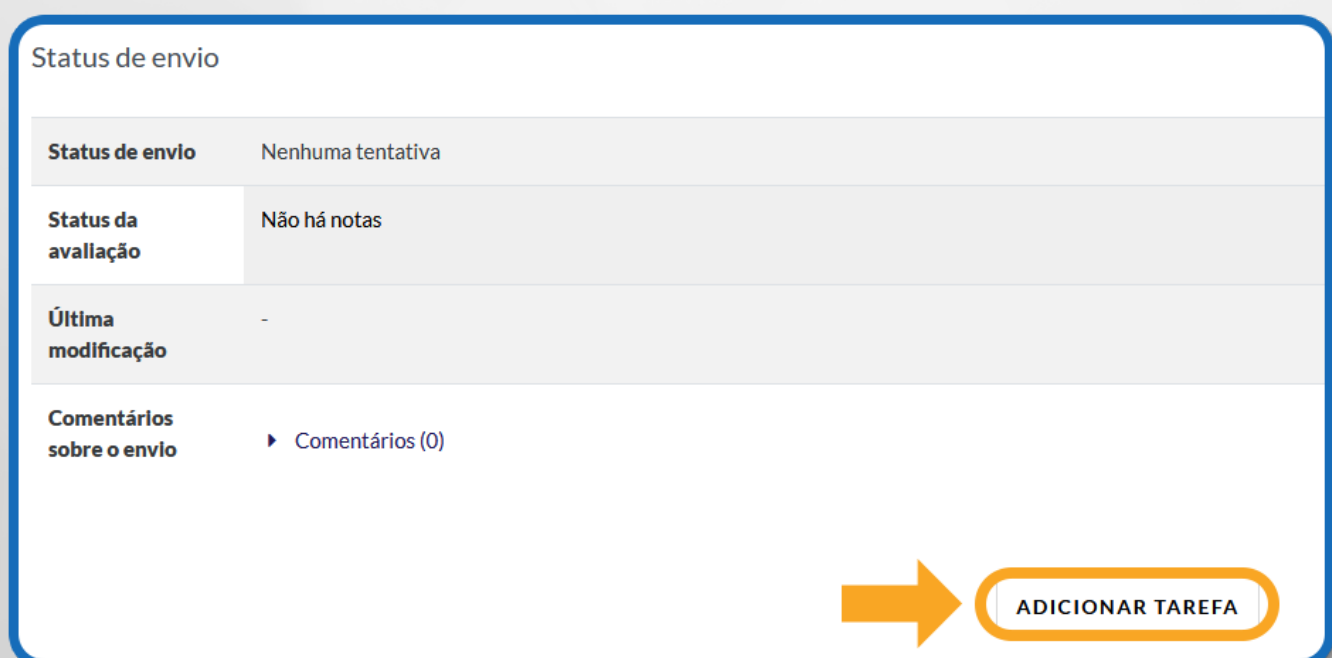 Status de envio
Status de envio
Nenhuma tentativa
Status da
avaliação
Não há notas
Última
modificação
-
Comentários
sobre o envio
Comentários (0)
ADICIONAR TAREFA